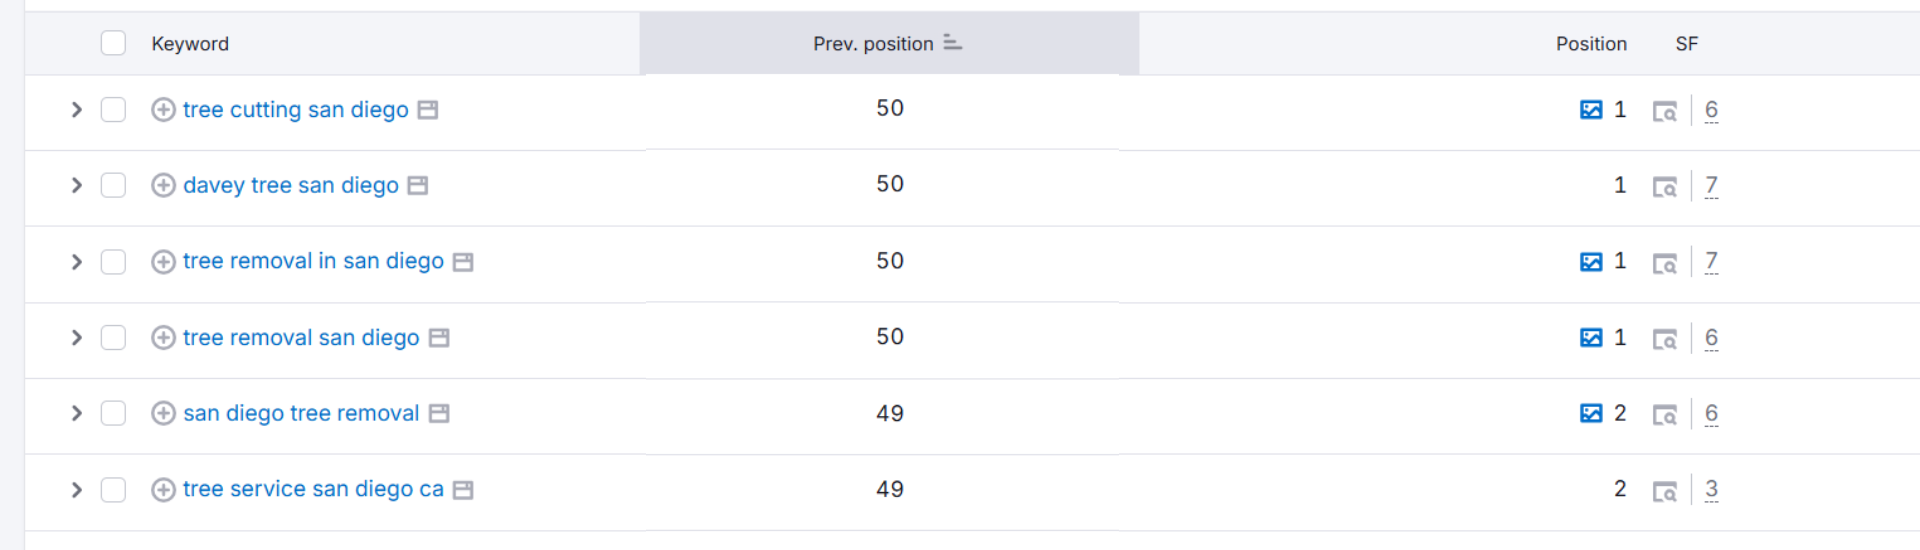 Keyword Prev. position Position SF
tree cutting san diego 50 1 6
davey tree san diego 50 1 7
tree removal in san diego 50 1 7
tree removal san diego 50 1 6
san diego tree removal 49 2 6
tree service san diego ca 49 2 3